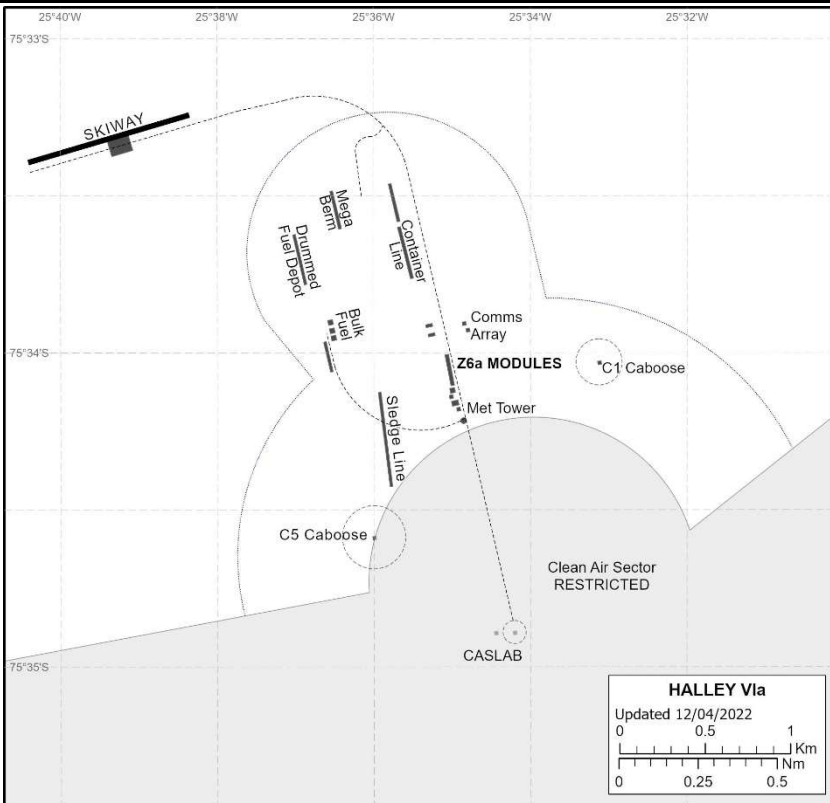 25°40'W 25°38'W 25°36'W 25°34'W 25°32'W
75°33'S
SKIWAY
Mega
Berm
Drummed
Fuel Depot
Container
Line
Bulk
Fuel
Comms
Array
75°34'S
Z6a MODULES
C1 Caboose
Met Tower
Sledge Line
C5 Caboose
Clean Air Sector
RESTRICTED
CASLAB
75°35'S
HALLEY VIa
Updated 12/04/2022
0 0.5 1
Km
Nm
0 0.25 0.5